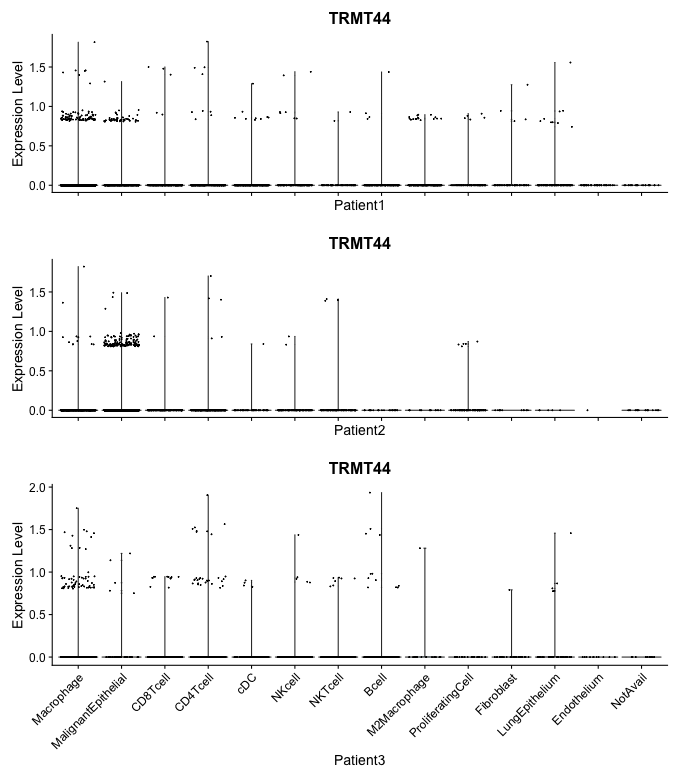 TRMT44
Expression Level
1.5
1.0
0.5
0.0
Patient1
TRMT44
Expression Level
1.5
1.0
0.5
0.0
Patient2
TRMT44
Expression Level
2.0
1.5
1.0
0.5
0.0
Macrophage
MalignantEpithelial
CD8Tcell
CD4Tcell
cDC
NKcell
NKTcell
Bcell
M2Macrophage
ProliferatingCell
Fibroblast
LungEpithelium
Endothelium
NotAvail
Patient3